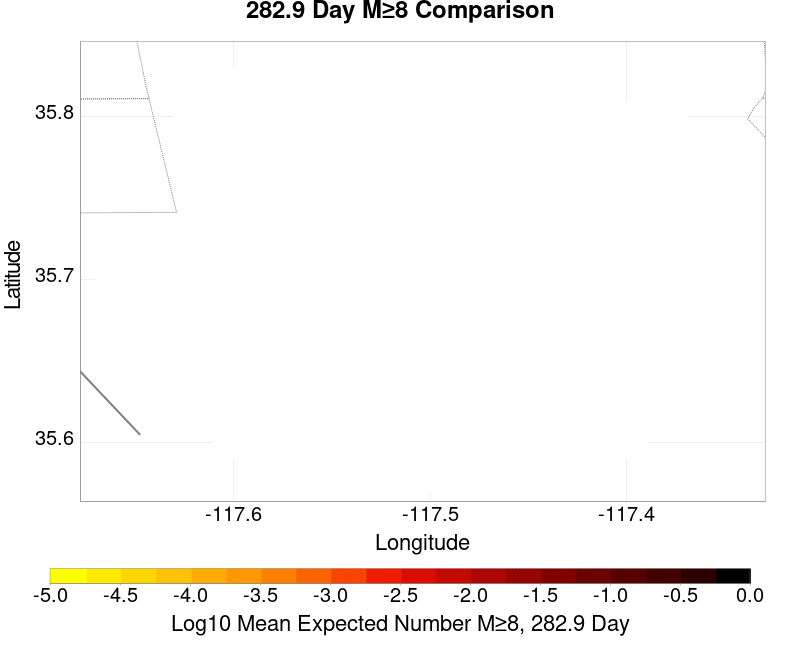 282.9 Day M≥8 Comparison
35.8
35.7
35.6
Latitude
-117.6 -117.5 -117.4
Longitude
-5.0 -4.5 -4.0 -3.5 -3.0 -2.5 -2.0 -1.5 -1.0 -0.5 0.0
Log10 Mean Expected Number M≥8, 282.9 Day